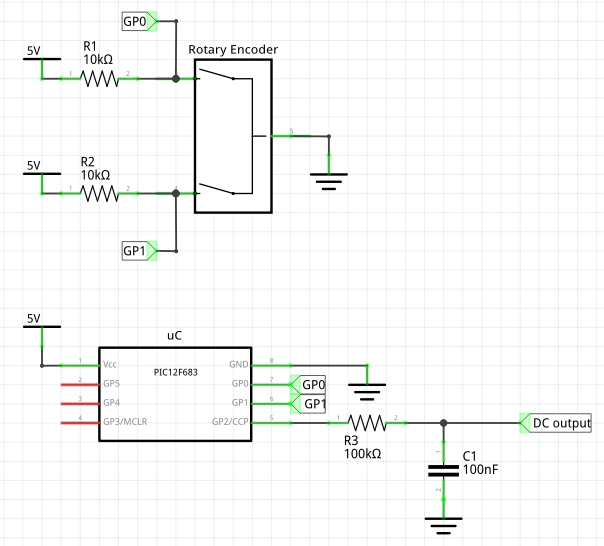 GP0
Rotary Encoder
5V
R1
10kΩ
1
2
5
5V
R2
10kΩ
1
2
GP1
5V
uC
PIC12F683
1
Vcc
GND
8
2
GP5
GP0
7
GP0
3
GP4
GP1
6
GP1
4
GP3/MCLR
GP2/CCP
5
1
2
DC output
R3
100kΩ
1
C1
100nF
2